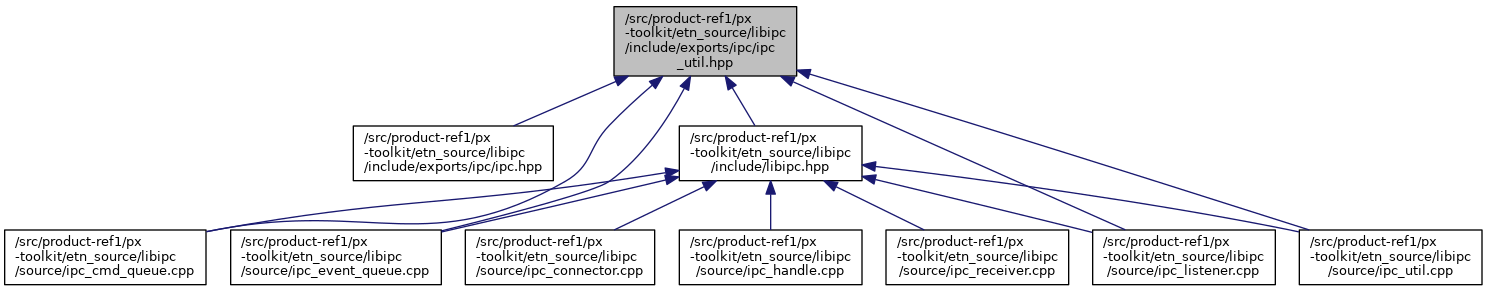 /src/product-ref1/px
-toolkit/etn_source/libipc
/include/exports/ipc/ipc
_util.hpp
/src/product-ref1/px
-toolkit/etn_source/libipc
/include/exports/ipc/ipc.hpp
/src/product-ref1/px
-toolkit/etn_source/libipc
/include/libipc.hpp
/src/product-ref1/px
-toolkit/etn_source/libipc
/source/ipc_cmd_queue.cpp
/src/product-ref1/px
-toolkit/etn_source/libipc
/source/ipc_event_queue.cpp
/src/product-ref1/px
-toolkit/etn_source/libipc
/source/ipc_connector.cpp
/src/product-ref1/px
-toolkit/etn_source/libipc
/source/ipc_handle.cpp
/src/product-ref1/px
-toolkit/etn_source/libipc
/source/ipc_receiver.cpp
/src/product-ref1/px
-toolkit/etn_source/libipc
/source/ipc_listener.cpp
/src/product-ref1/px
-toolkit/etn_source/libipc
/source/ipc_util.cpp